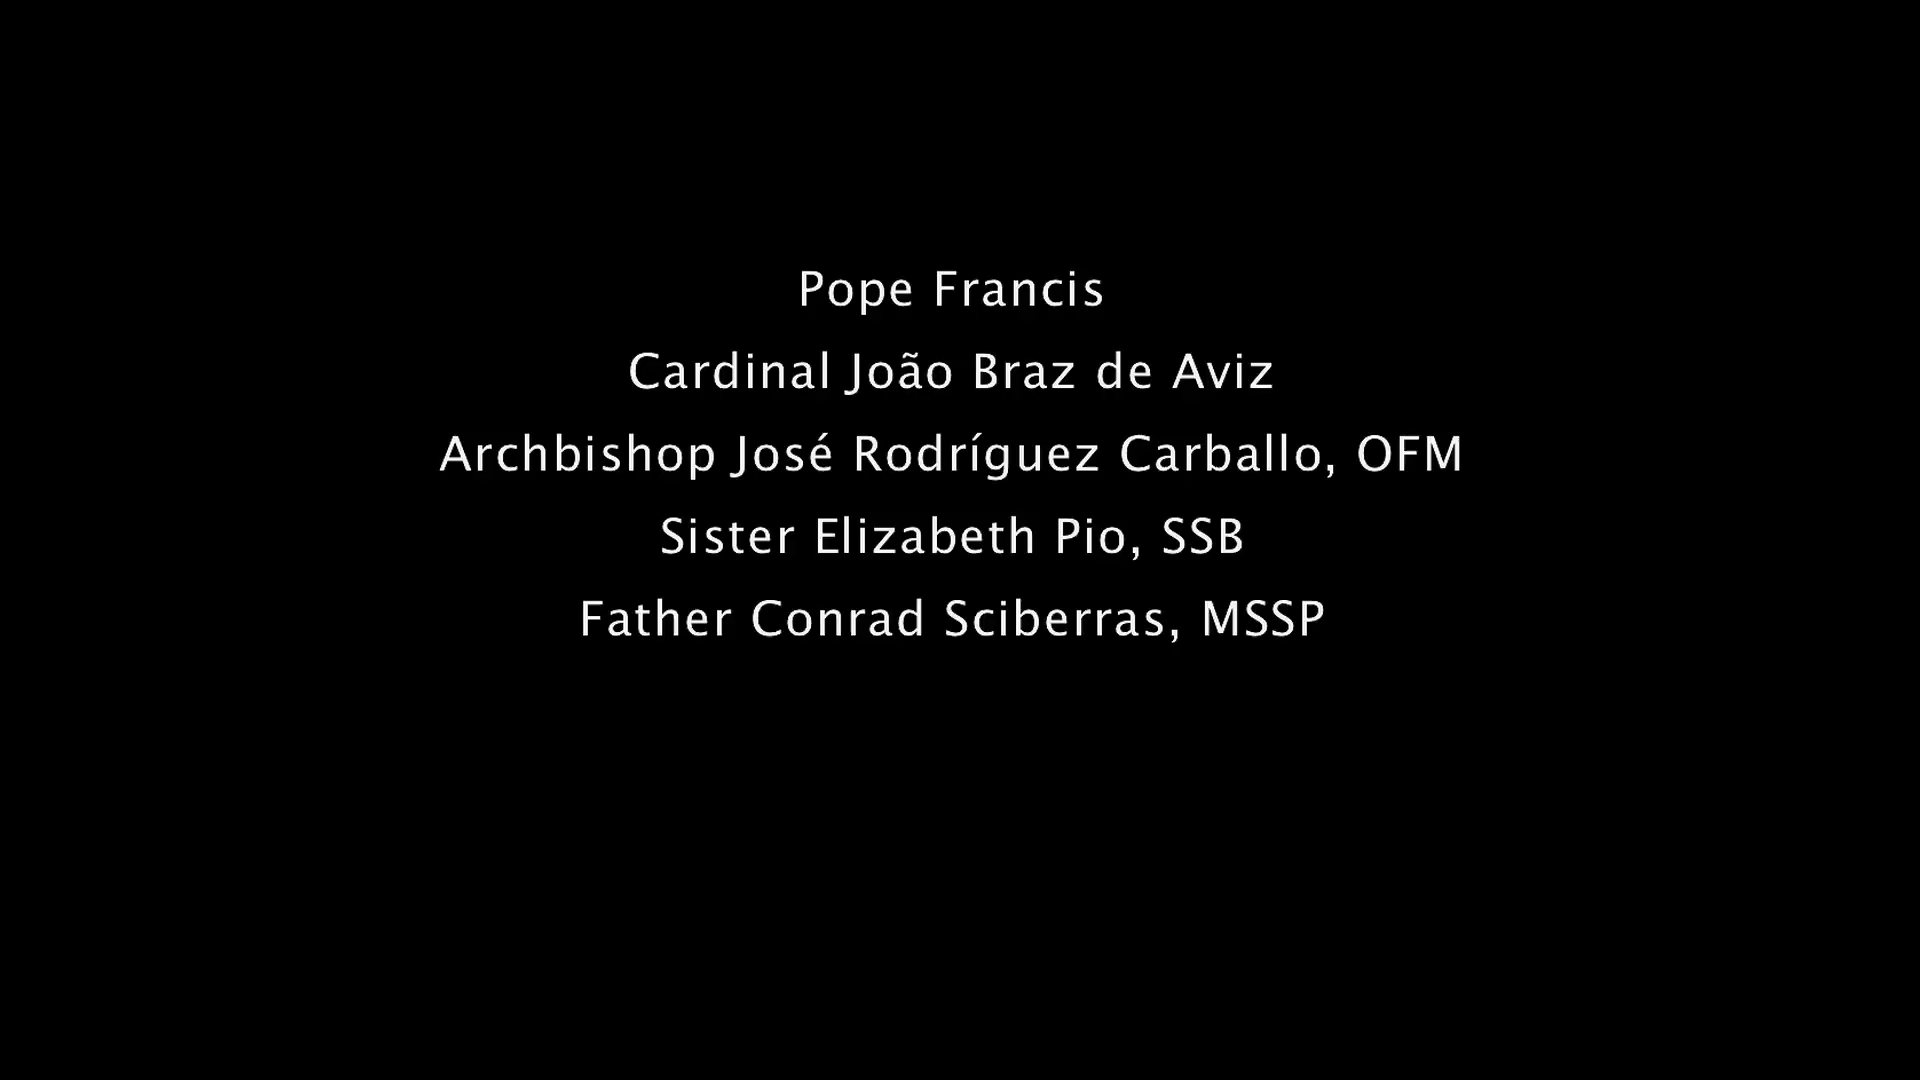 Pope Francis
Cardinal João Braz de Aviz
Archbishop José Rodríguez Carballo, OFM
Sister Elizabeth Pio, SSB
Father Conrad Sciberras, MSSP